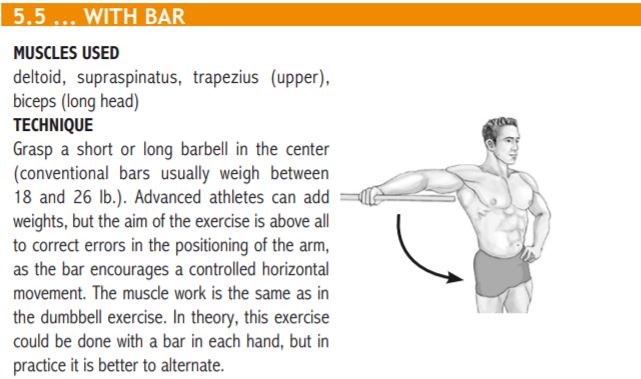 5.5 ... WITH BAR
MUSCLES USED
deltoid, supraspinatus, trapezius (upper),
biceps (long head)
TECHNIQUE
Grasp a short or long barbell in the center
(conventional bars usually weigh between
18 and 26 lb.). Advanced athletes can add
weights, but the aim of the exercise is above all
to correct errors in the positioning of the arm,
as the bar encourages a controlled horizontal
movement. The muscle work is the same as in
the dumbbell exercise. In theory, this exercise
could be done with a bar in each hand, but in
practice it is better to alternate.